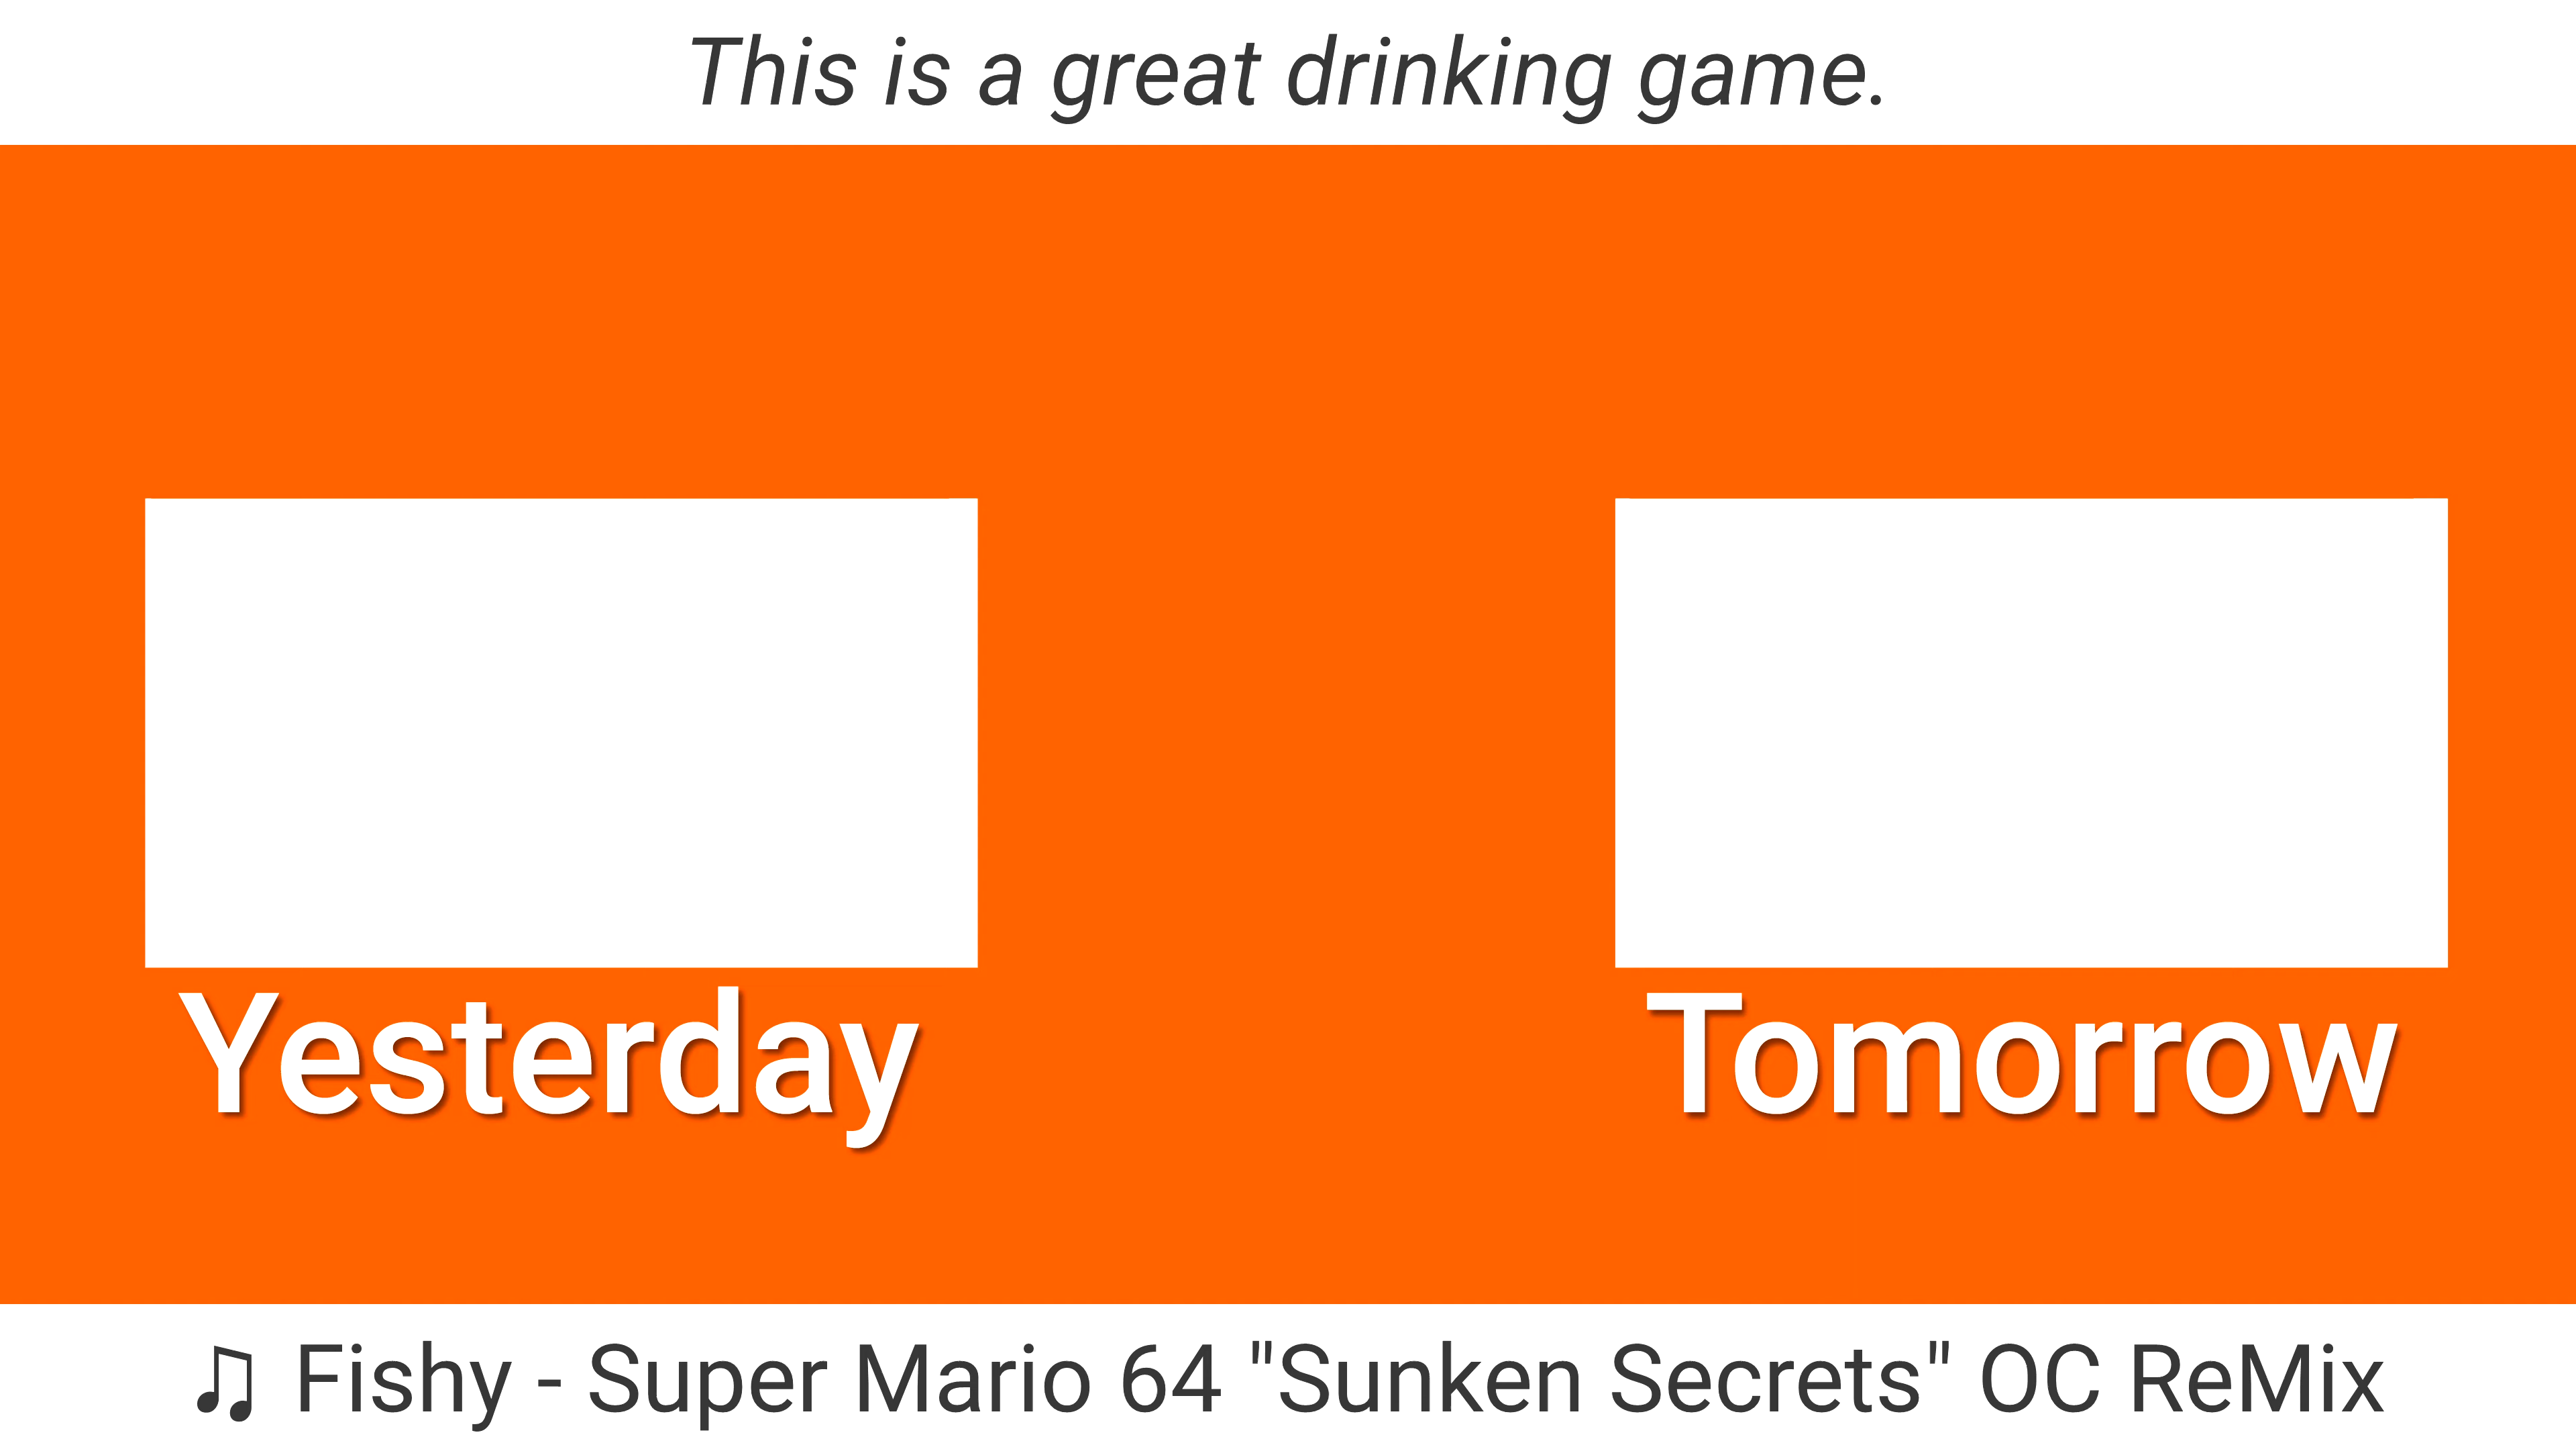 This is a great drinking game.
Yesterday
Tomorrow
♫ Fishy - Super Mario 64 "Sunken Secrets" OC ReMix